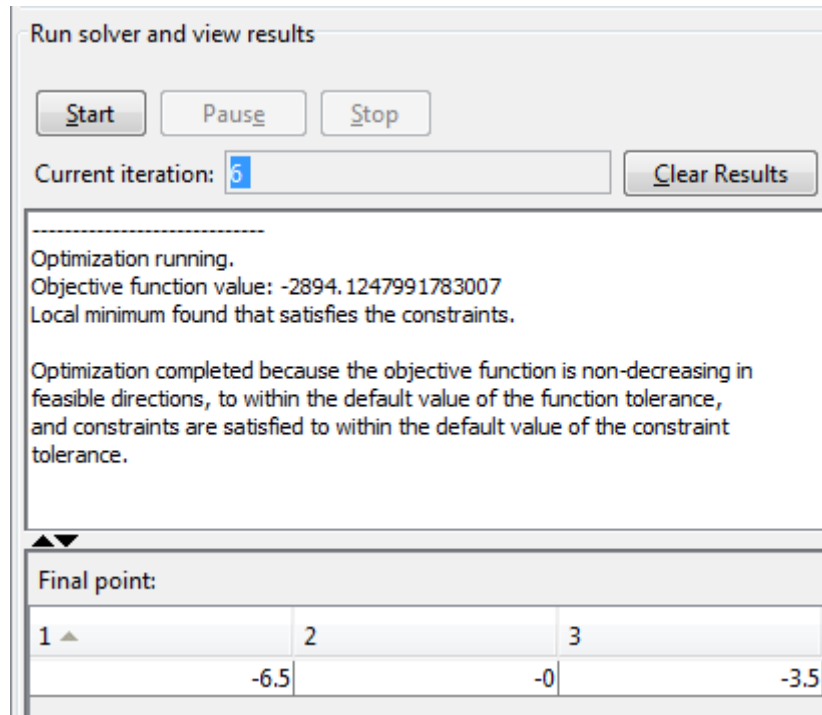 Run solver and view results
Start Pause Stop
Current iteration: 6 Clear Results
------------------------------
Optimization running.
Objective function value: -2894.1247991783007
Local minimum found that satisfies the constraints.
Optimization completed because the objective function is non-decreasing in
feasible directions, to within the default value of the function tolerance,
and constraints are satisfied to within the default value of the constraint
tolerance.
Final point:
1 2 3
-6.5 -0 -3.5